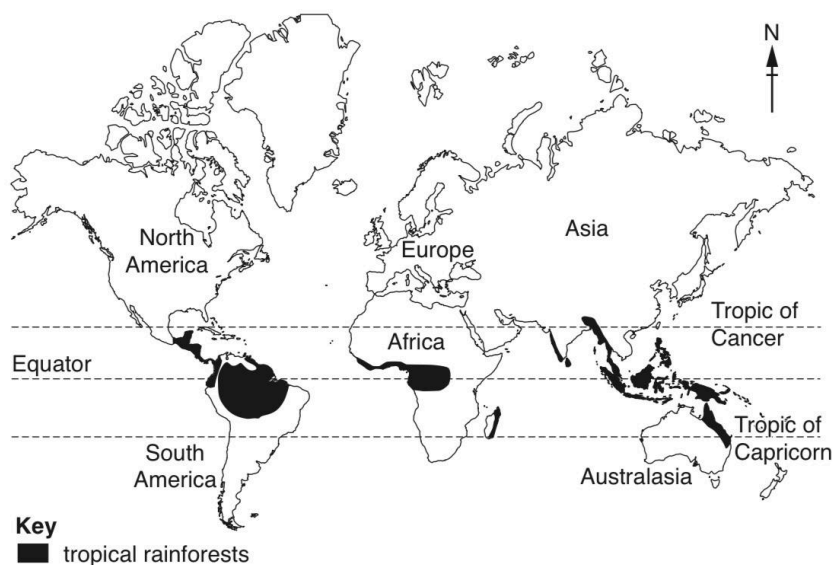 N
North
America
Europe
Asia
Tropic of
Cancer
Africa
Equator
South
America
Tropic of
Capricorn
Australasia
Key
tropical rainforests